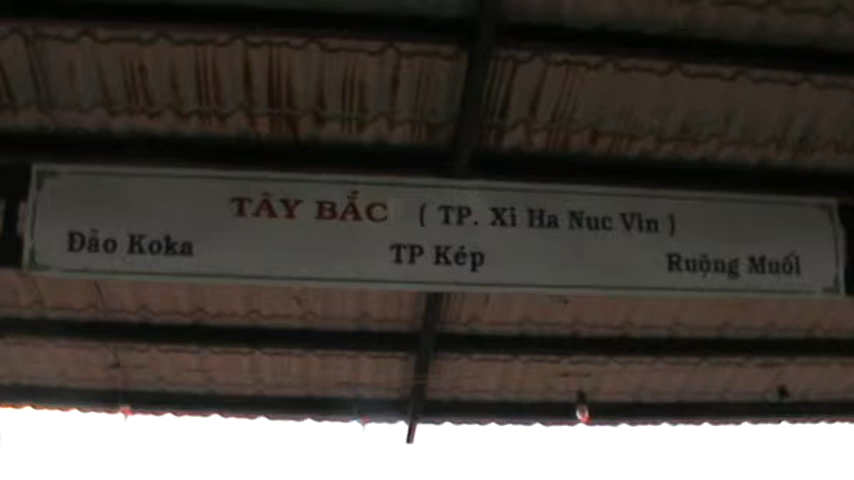 TÂY BẮC ( TP. Xi Ha Nuc Vin )
Đảo Koka TP Kép Ruộng Muối